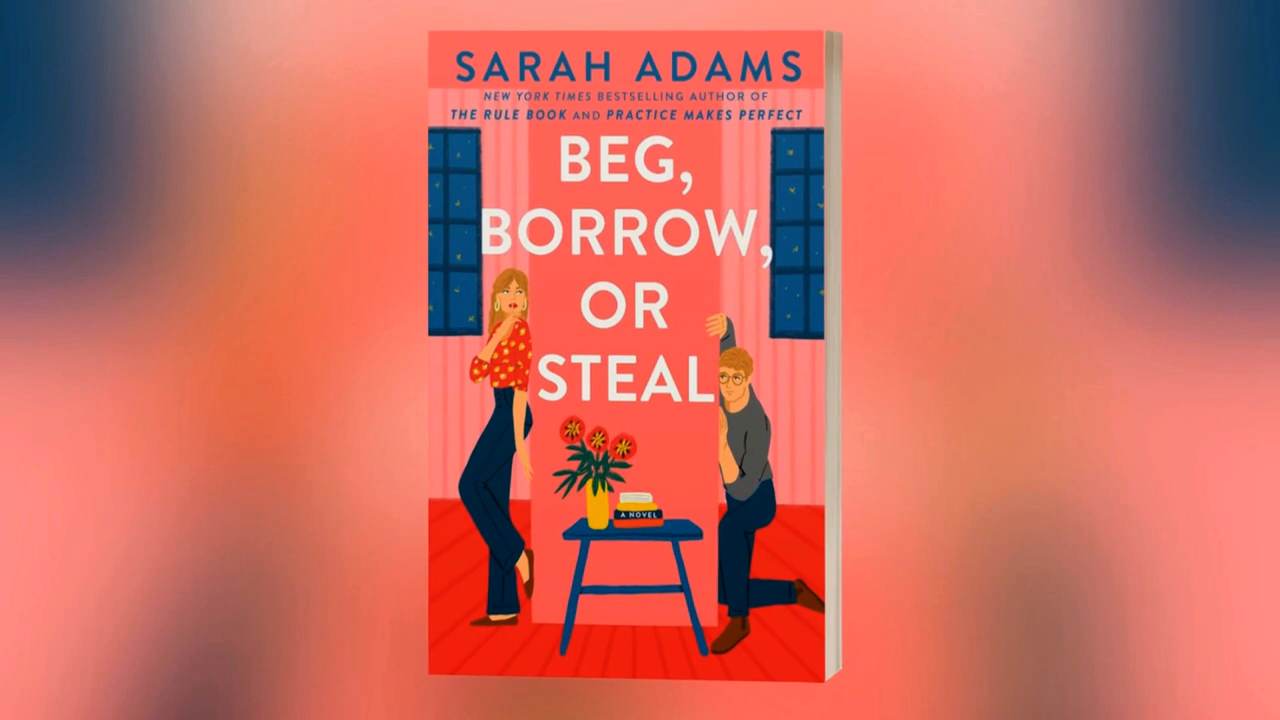 SARAH ADAMS
NEW YORK TIMES BESTSELLING AUTHOR OF
THE RULE BOOK AND PRACTICE MAKES PERFECT
BEG,
BORROW,
OR
STEAL
A NOVEL